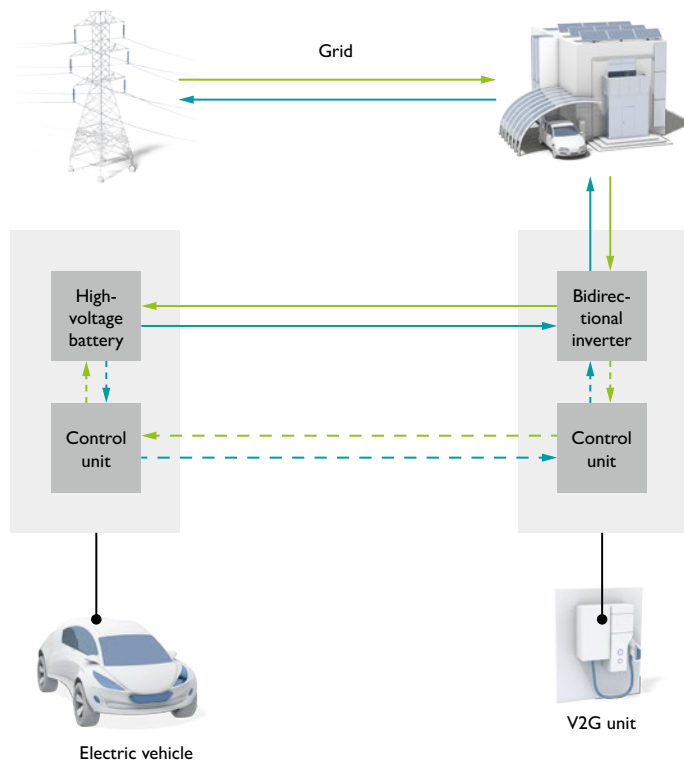 Grid
High-
voltage
battery
Bidirec-
tional
inverter
Control
unit
Control
unit
V2G unit
Electric vehicle